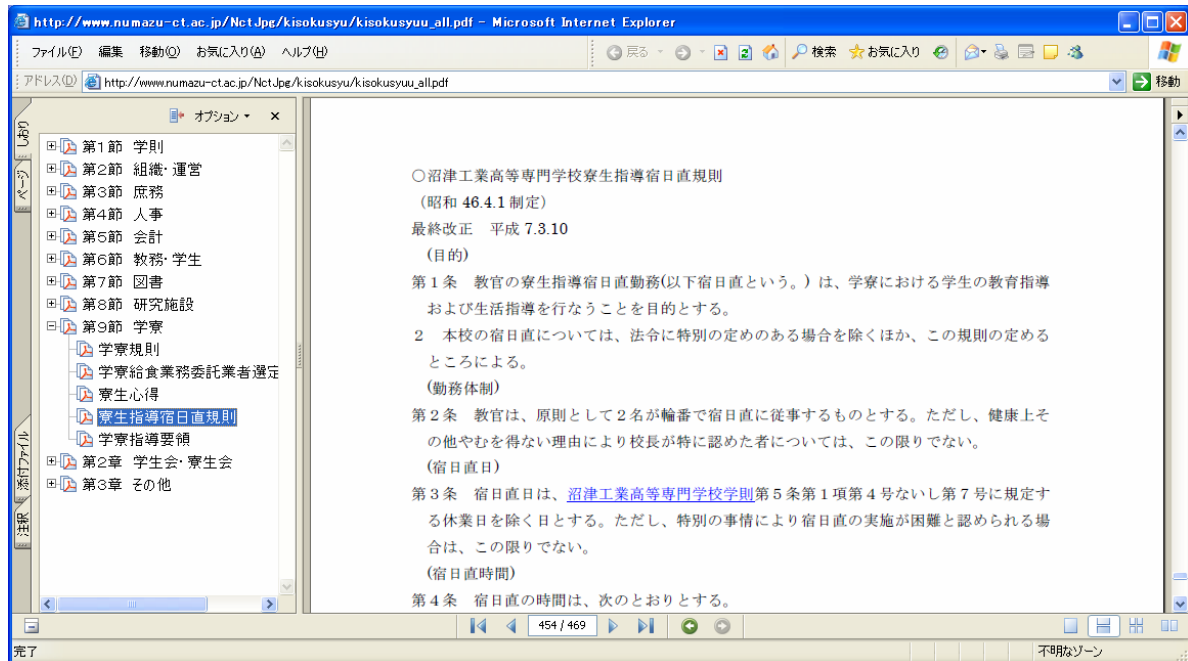 http://www.numazu-ct.ac.jp/NctJpg/kisokusyu/kisokusyuu_all.pdf - Microsoft Internet Explorer
ファイル(F) 編集 移動(O) お気に入り(A) ヘルプ(H) 戻る 検索 お気に入り
アドレス(D) http://www.numazu-ct.ac.jp/NctJpg/kisokusyu/kisokusyuu_all.pdf 移動
しおり
ページ
添付ファイル
注釈
オプション
第1節 学則
第2節 組織・運営
第3節 庶務
第4節 人事
第5節 会計
第6節 教務・学生
第7節 図書
第8節 研究施設
第9節 学寮
学寮規則
学寮給食業務委託業者選定
寮生心得
寮生指導宿日直規則
学寮指導要領
第2章 学生会・寮生会
第3章 その他
○沼津工業高等専門学校寮生指導宿日直規則
(昭和 46.4.1 制定)
最終改正 平成 7.3.10
(目的)
第1条 教官の寮生指導宿日直勤務(以下宿日直という。) は、学寮における学生の教育指導
および生活指導を行なうことを目的とする。
2 本校の宿日直については、法令に特別の定めのある場合を除くほか、この規則の定める
ところによる。
(勤務体制)
第2条 教官は、原則として2名が輪番で宿日直に従事するものとする。ただし、健康上そ
の他やむを得ない理由により校長が特に認めた者については、この限りでない。
(宿日直日)
第3条 宿日直日は、沼津工業高等専門学校学則第5条第1項第4号ないし第7号に規定す
る休業日を除く日とする。ただし、特別の事情により宿日直の実施が困難と認められる場
合は、この限りでない。
(宿日直時間)
第4条 宿日直の時間は、次のとおりとする。
454 / 469
完了 不明なゾーン